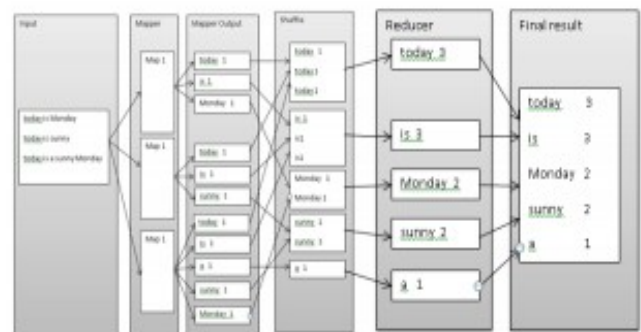 Input
today is Monday
today is sunny
today is a sunny Monday
Mapper
Map 1
Map 1
Map 1
Mapper Output
today 1
is 1
Monday 1
today 1
is 1
sunny 1
today 1
is 1
a 1
sunny 1
Monday 1
Shuffle
today 1
today 1
today 1
is 1
is 1
is 1
Monday 1
Monday 1
sunny 1
sunny 1
a 1
Reducer
today 3
is 3
Monday 2
sunny 2
a 1
Final result
today 3
is 3
Monday 2
sunny 2
a 1